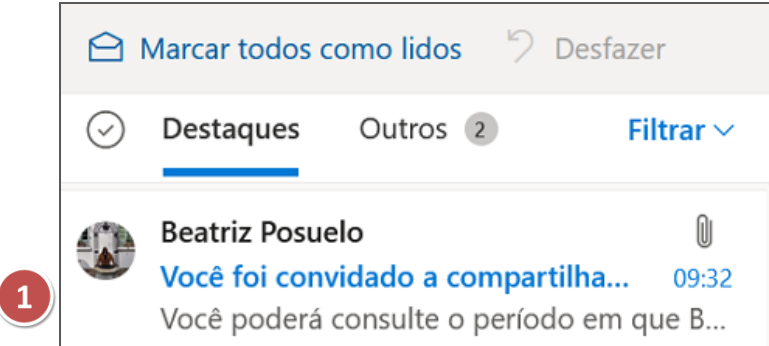 Marcar todos como lidos Desfazer
Destaques Outros 2 Filtrar
Beatriz Posuelo
Você foi convidado a compartilha... 09:32
1
Você poderá consulte o período em que B...